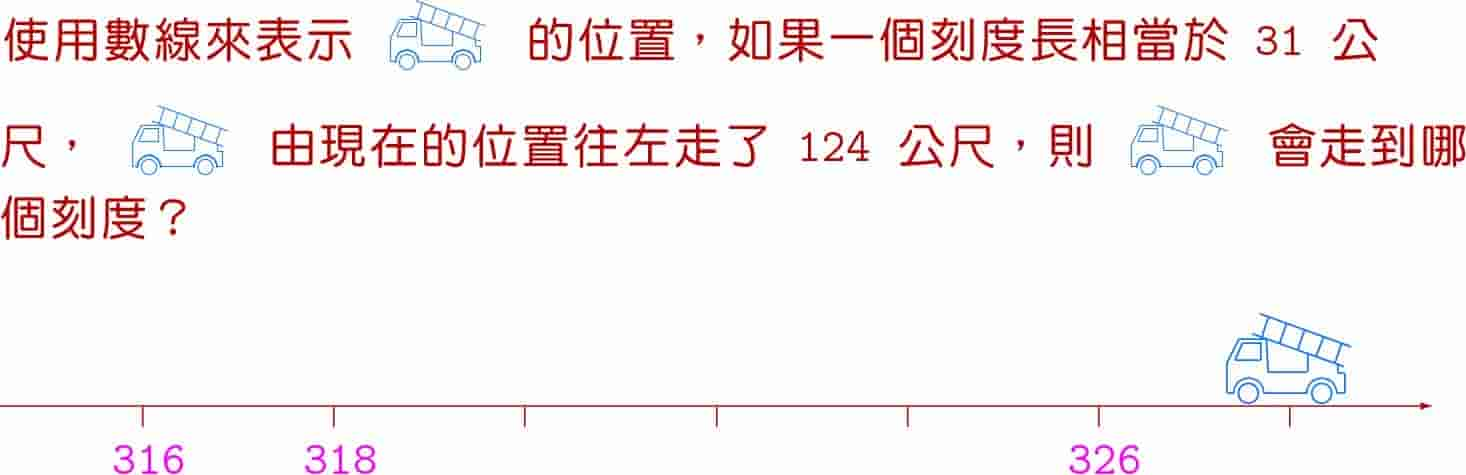 使用數線來表示 的位置，如果一個刻度長相當於 31 公
尺， 由現在的位置往左走了 124 公尺，則 會走到哪
個刻度？
316 318 326